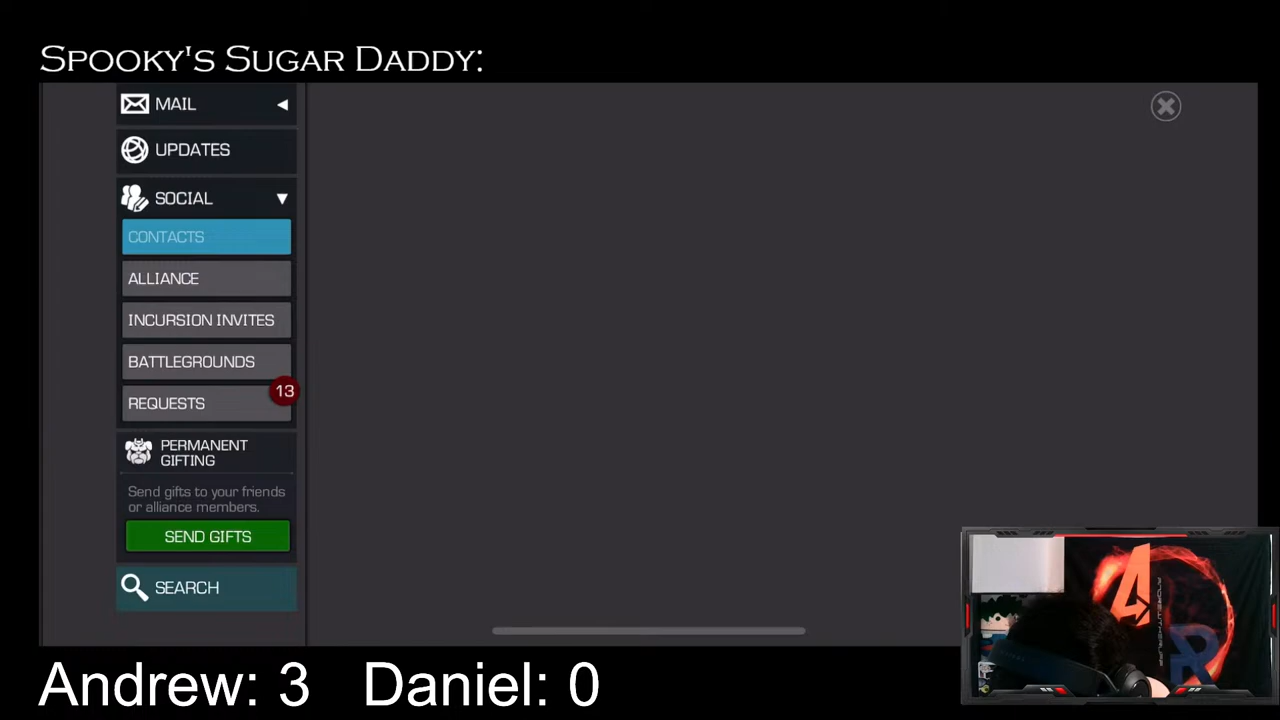 Spooky's Sugar Daddy:
MAIL
UPDATES
SOCIAL
CONTACTS
ALLIANCE
INCURSION INVITES
BATTLEGROUNDS
13
REQUESTS
PERMANENT
GIFTING
Send gifts to your friends
or alliance members.
SEND GIFTS
SEARCH
Andrew: 3 Daniel: 0